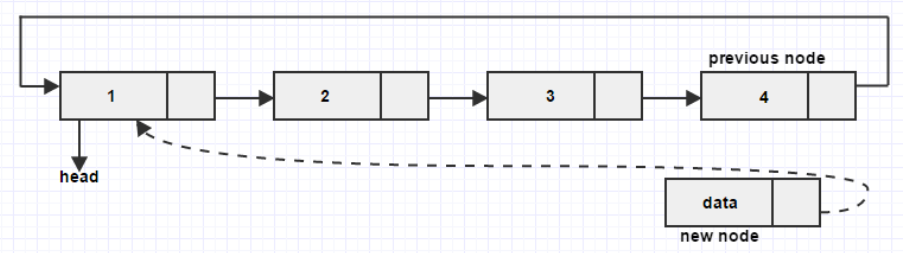 previous node
1
2
3
4
head
data
new node